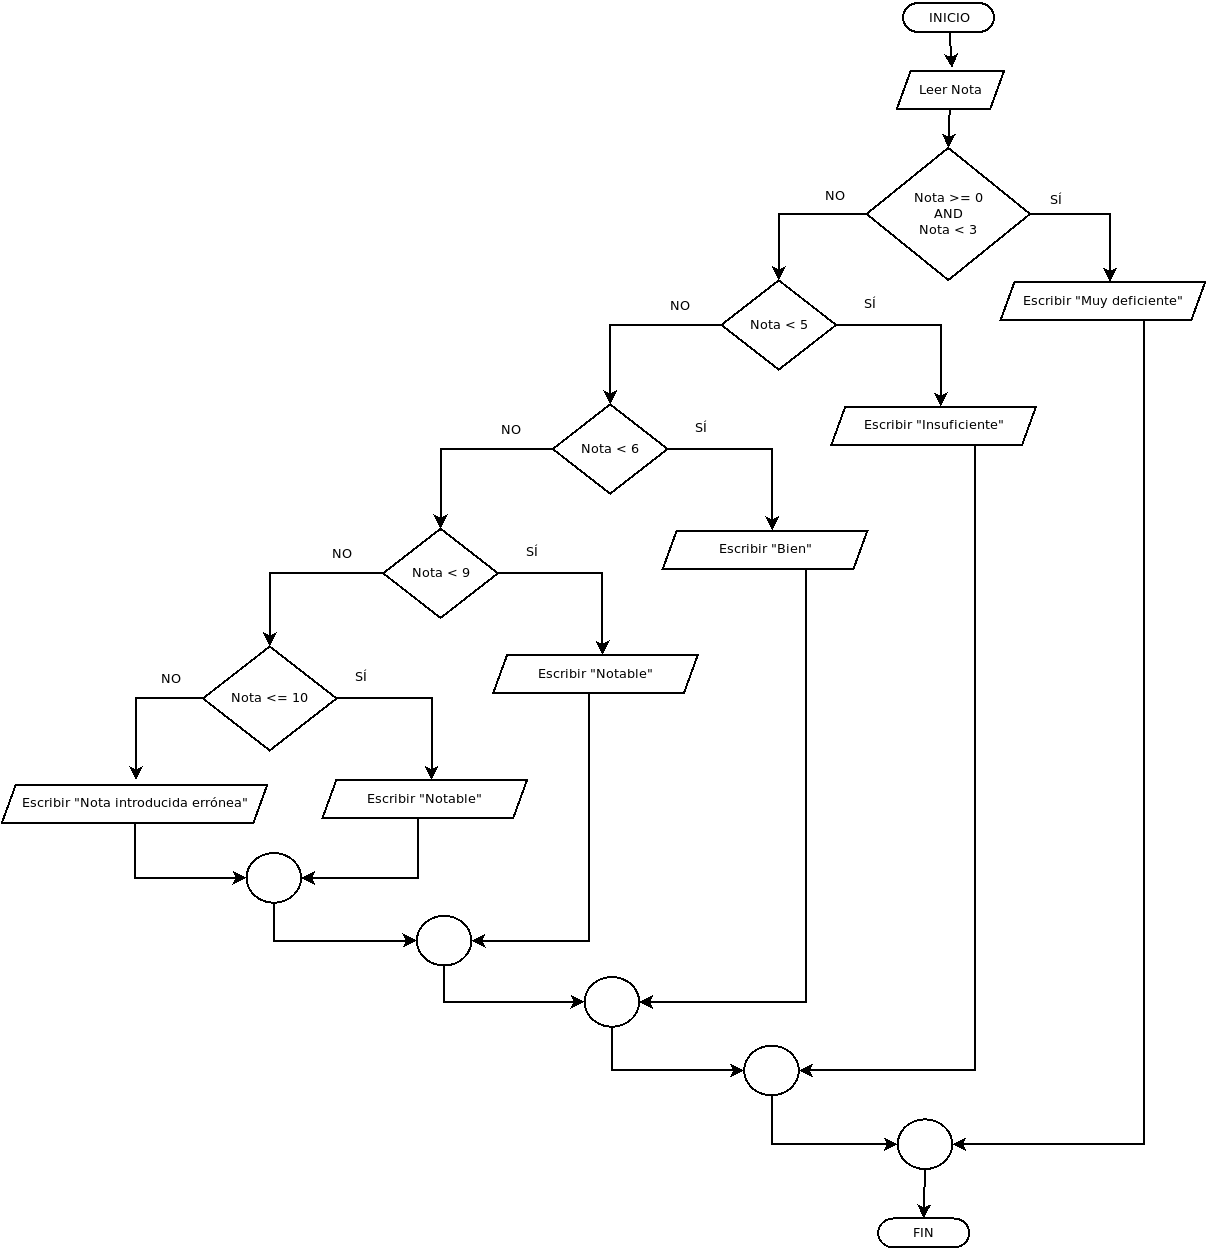 INICIO
Leer Nota
Nota >= 0
AND
Nota < 3
NO
SÍ
Escribir "Muy deficiente"
Nota < 5
NO
SÍ
Escribir "Insuficiente"
Nota < 6
NO
SÍ
Escribir "Bien"
Nota < 9
NO
SÍ
Escribir "Notable"
Nota <= 10
NO
SÍ
Escribir "Nota introducida errónea"
Escribir "Notable"
FIN